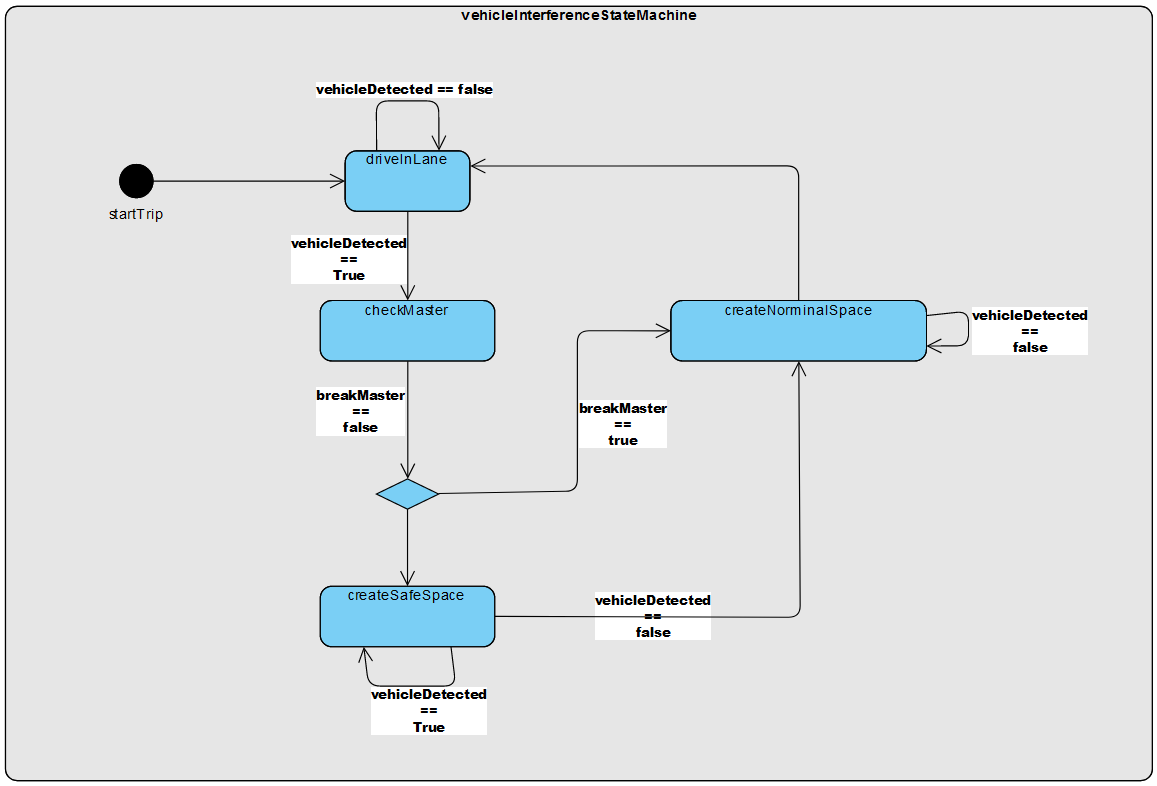 vehicleInterferenceStateMachine
vehicleDetected == false
driveInLane
startTrip
vehicleDetected
==
True
checkMaster
createNorminalSpace
vehicleDetected
==
false
breakMaster
==
false
breakMaster
==
true
createSafeSpace
vehicleDetected
==
false
vehicleDetected
==
True